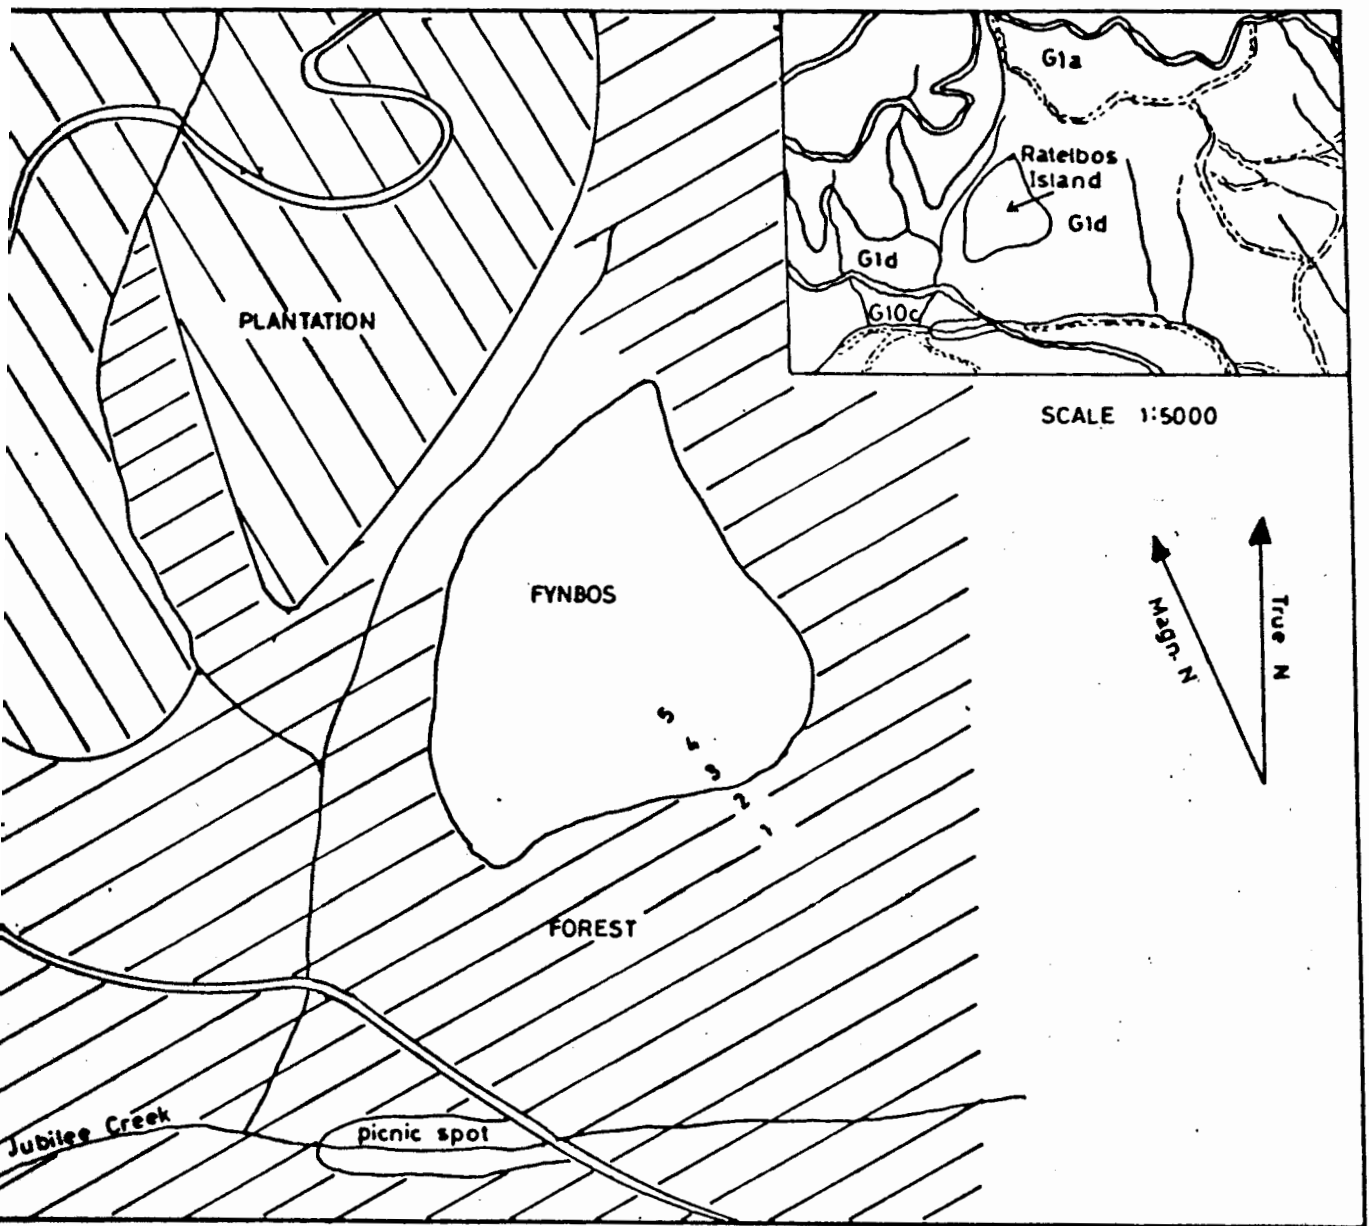 G1a
Ratelbos
Island
G1d
G1d
G10c
PLANTATION
SCALE 1:5000
FYNBOS
Magn. N
True N
5
4
3
2
1
FOREST
Jubilee Creek
picnic spot